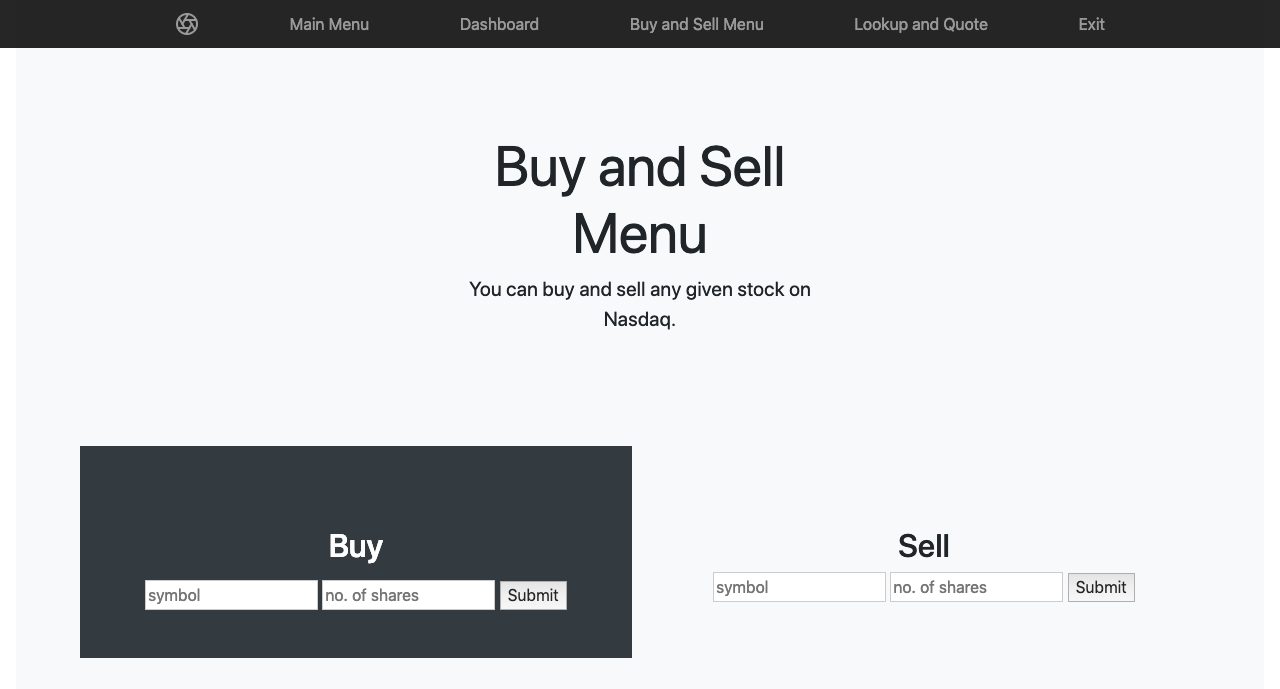 Main Menu Dashboard Buy and Sell Menu Lookup and Quote Exit
Buy and Sell
Menu
You can buy and sell any given stock on
Nasdaq.
Buy
symbol no. of shares Submit
Sell
symbol no. of shares Submit